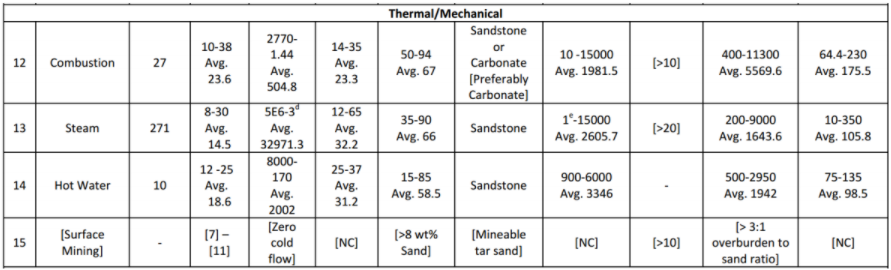 Thermal/Mechanical
12 Combustion 27 10-38 Avg. 23.6 2770-1.44 Avg. 504.8 14-35 Avg. 23.3 50-94 Avg. 67 Sandstone or Carbonate [Preferably Carbonate] 10 -15000 Avg. 1981.5 [>10] 400-11300 Avg. 5569.6 64.4-230 Avg. 175.5
13 Steam 271 8-30 Avg. 14.5 5E6-3ᵈ Avg. 32971.3 12-65 Avg. 32.2 35-90 Avg. 66 Sandstone 1ᵉ-15000 Avg. 2605.7 [>20] 200-9000 Avg. 1643.6 10-350 Avg. 105.8
14 Hot Water 10 12 -25 Avg. 18.6 8000-170 Avg. 2002 25-37 Avg. 31.2 15-85 Avg. 58.5 Sandstone 900-6000 Avg. 3346 - 500-2950 Avg. 1942 75-135 Avg. 98.5
15 [Surface Mining] - [7] – [11] [Zero cold flow] [NC] [>8 wt% Sand] [Mineable tar sand] [NC] [>10] [> 3:1 overburden to sand ratio] [NC]